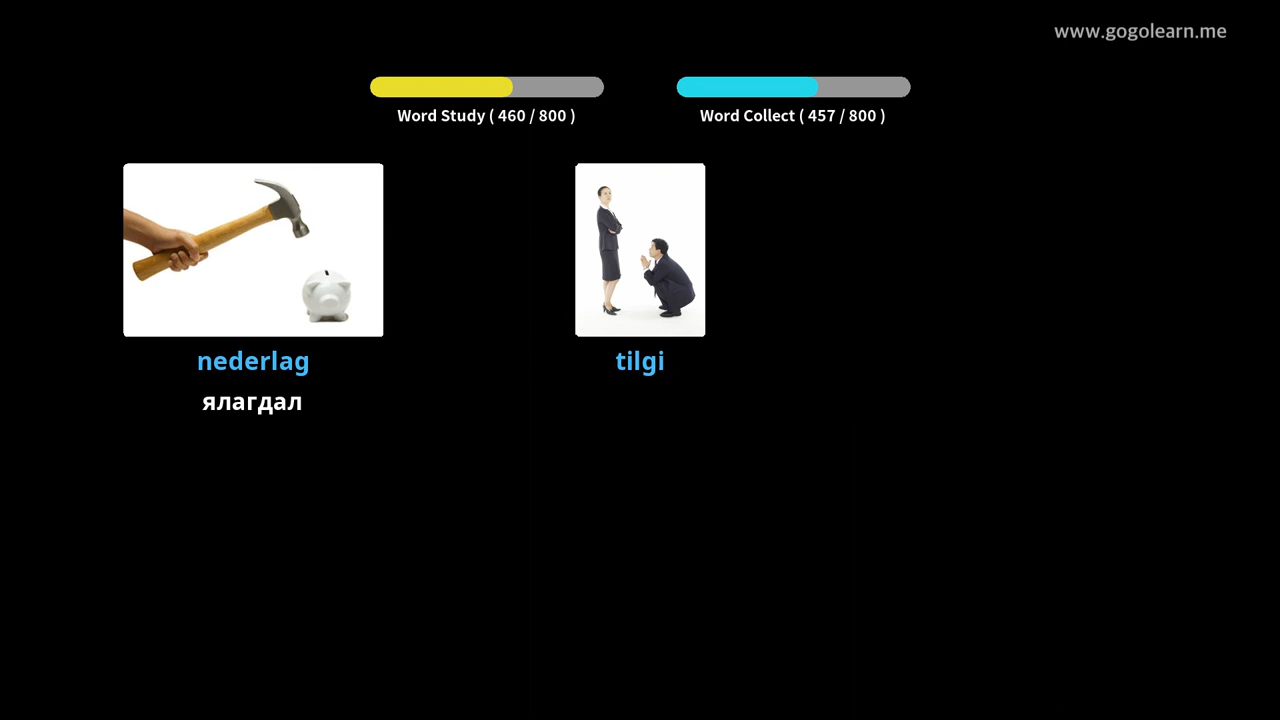 www.gogolearn.me
Word Study ( 460 / 800 )
Word Collect ( 457 / 800 )
nederlag
tilgi
ялагдал